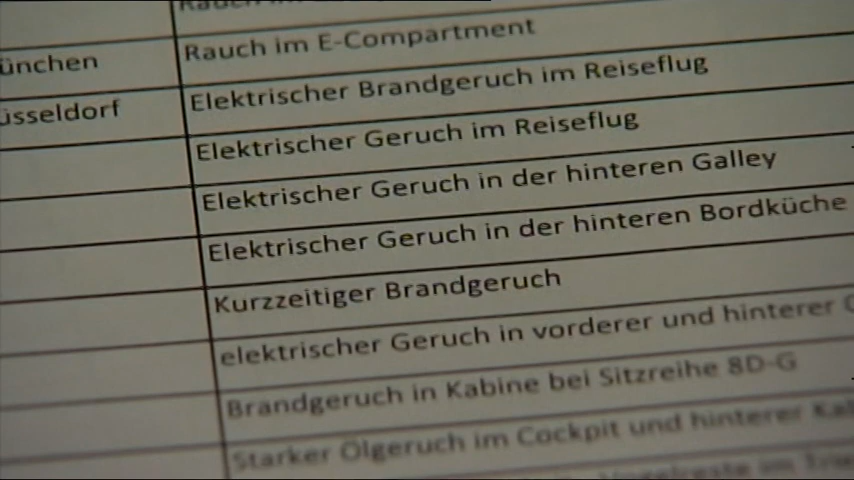 Rauch im E-Compartment
ünchen
Elektrischer Brandgeruch im Reiseflug
üsseldorf
Elektrischer Geruch im Reiseflug
Elektrischer Geruch in der hinteren Galley
Elektrischer Geruch in der hinteren Bordküche
Kurzzeitiger Brandgeruch
elektrischer Geruch in vorderer und hinterer
Brandgeruch in Kabine bei Sitzreihe 8D-G
Starker Ölgeruch im Cockpit und hinterer